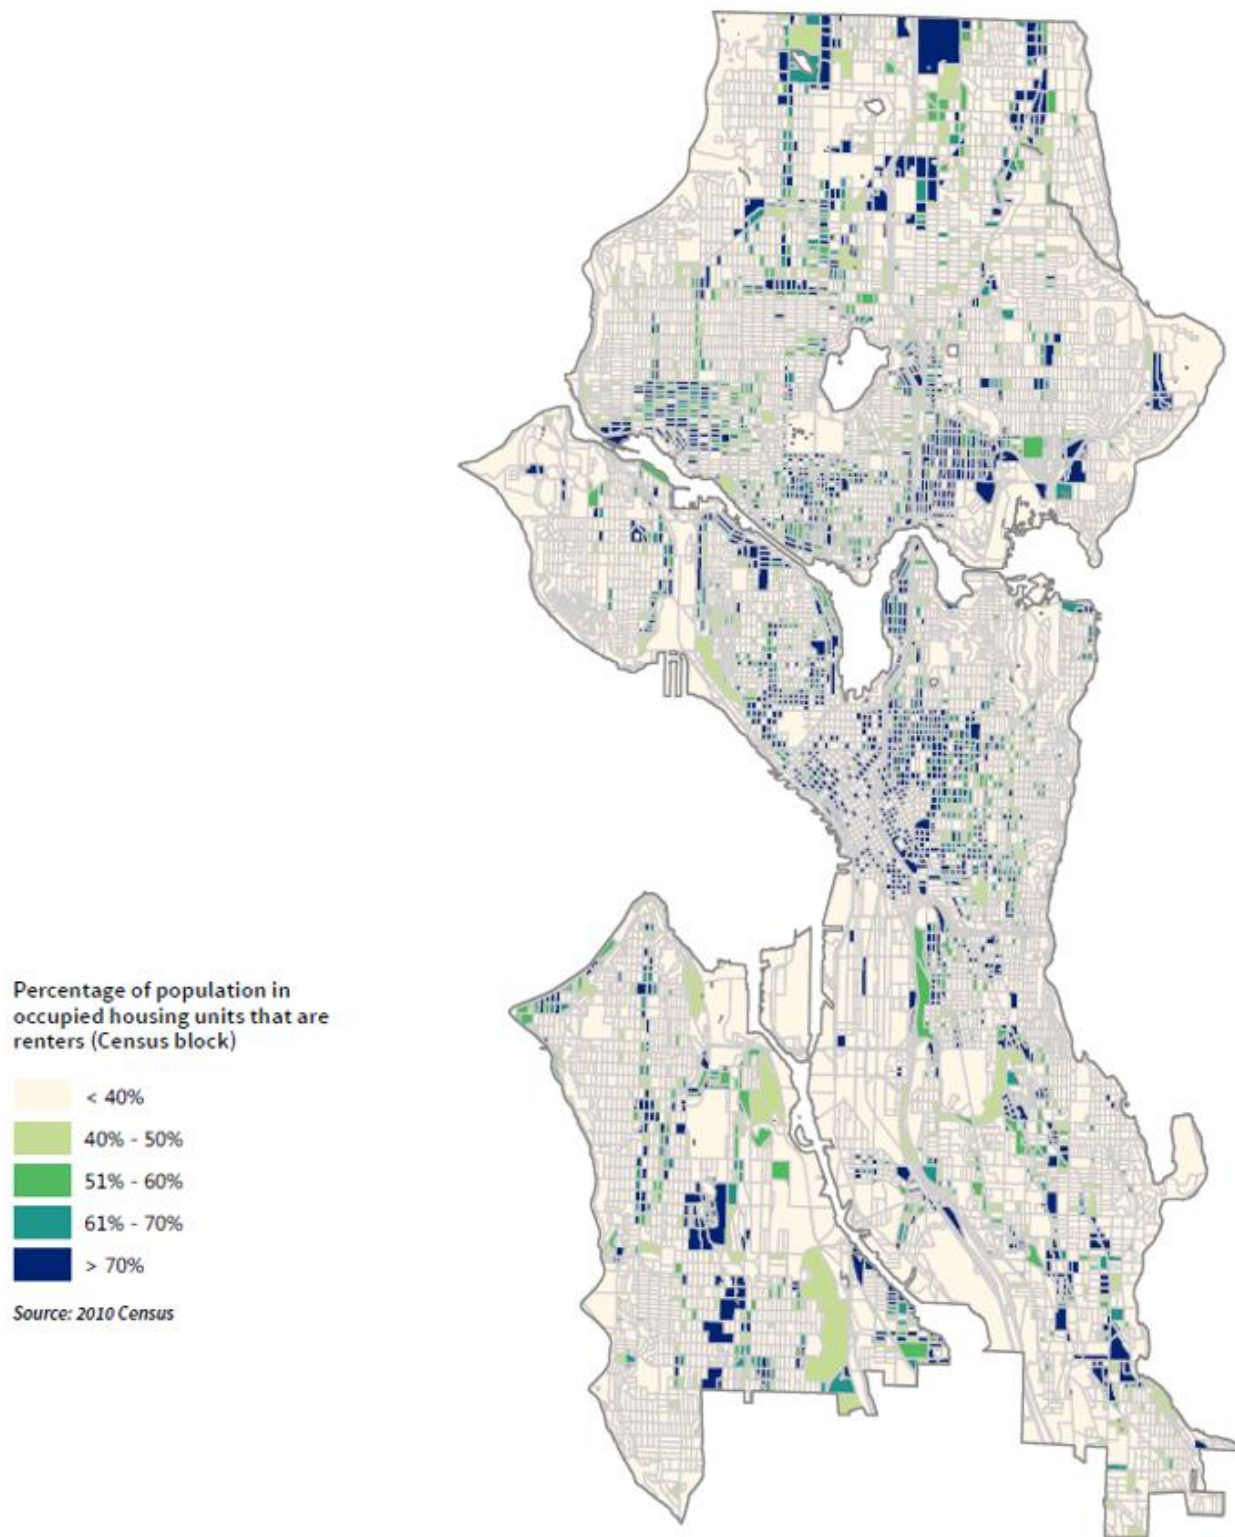 Percentage of population in
occupied housing units that are
renters (Census block)
< 40%
40% - 50%
51% - 60%
61% - 70%
> 70%
Source: 2010 Census